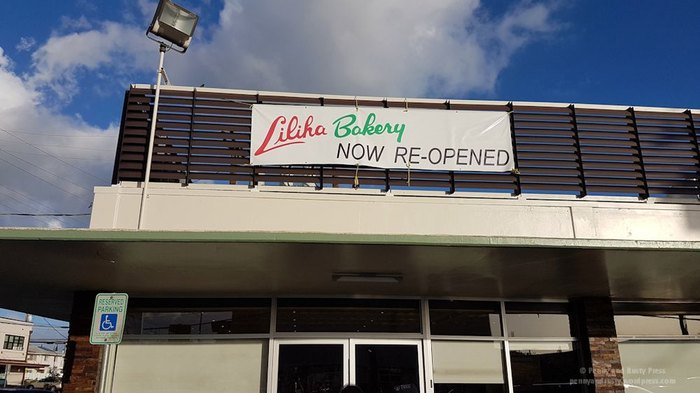 Liliha Bakery
NOW RE-OPENED
RESERVED
PARKING
© Penny and Rusty Press
pennyandrusty.wordpress.com